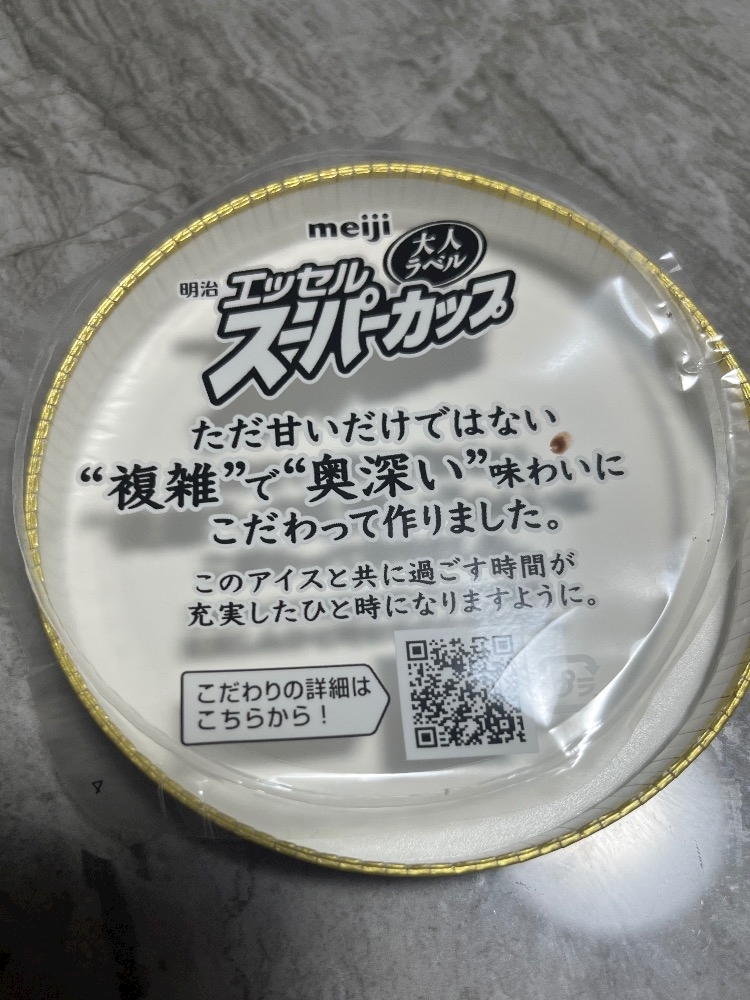 meiji
大人
ラベル
明治 エッセル
スーパーカップ
ただ甘いだけではない
“複雑”で“奥深い”味わいに
こだわって作りました。
このアイスと共に過ごす時間が
充実したひと時になりますように。
こだわりの詳細は
こちらから!
プラ
4